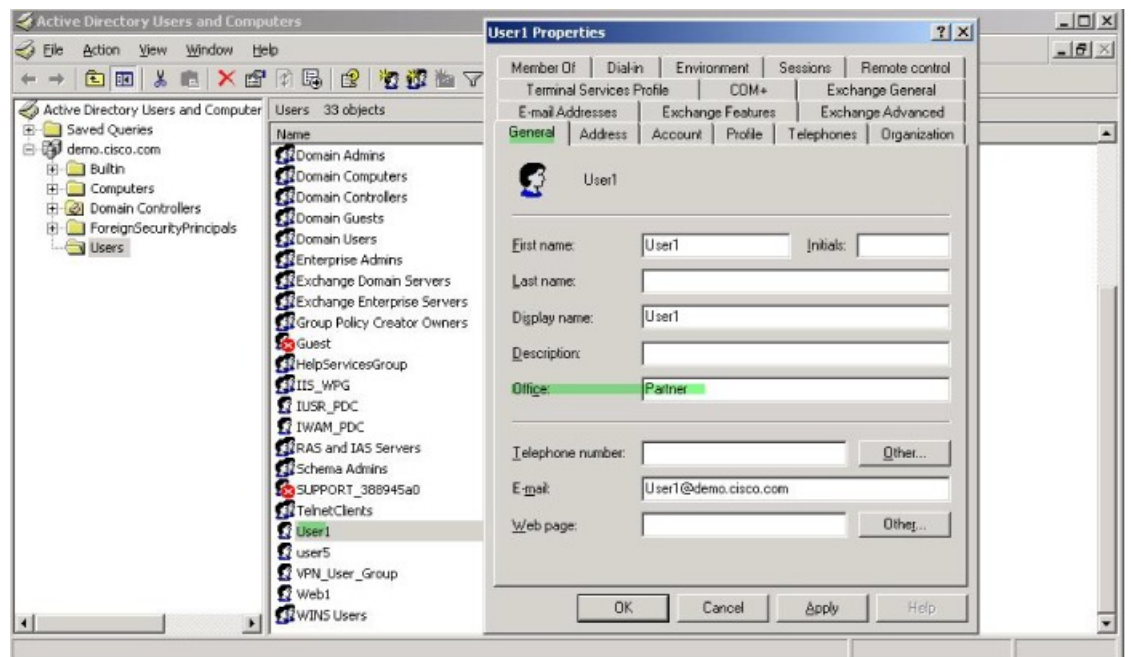 Active Directory Users and Computers
File Action View Window Help
Active Directory Users and Computer
Saved Queries
demo.cisco.com
Builtin
Computers
Domain Controllers
ForeignSecurityPrincipals
Users
Users 33 objects
Name
Domain Admins
Domain Computers
Domain Controllers
Domain Guests
Domain Users
Enterprise Admins
Exchange Domain Servers
Exchange Enterprise Servers
Group Policy Creator Owners
Guest
HelpServicesGroup
IIS_WPG
IUSR_PDC
IWAM_PDC
RAS and IAS Servers
Schema Admins
SUPPORT_388945a0
TelnetClients
User1
user5
VPN_User_Group
Web1
WINS Users
User1 Properties
Member Of Dial-in Environment Sessions Remote control
Terminal Services Profile COM+ Exchange General
E-mail Addresses Exchange Features Exchange Advanced
General Address Account Profile Telephones Organization
User1
First name: User1 Initials:
Last name:
Display name: User1
Description:
Office: Partner
Telephone number: Other...
E-mail: User1@demo.cisco.com
Web page: Other...
OK Cancel Apply Help